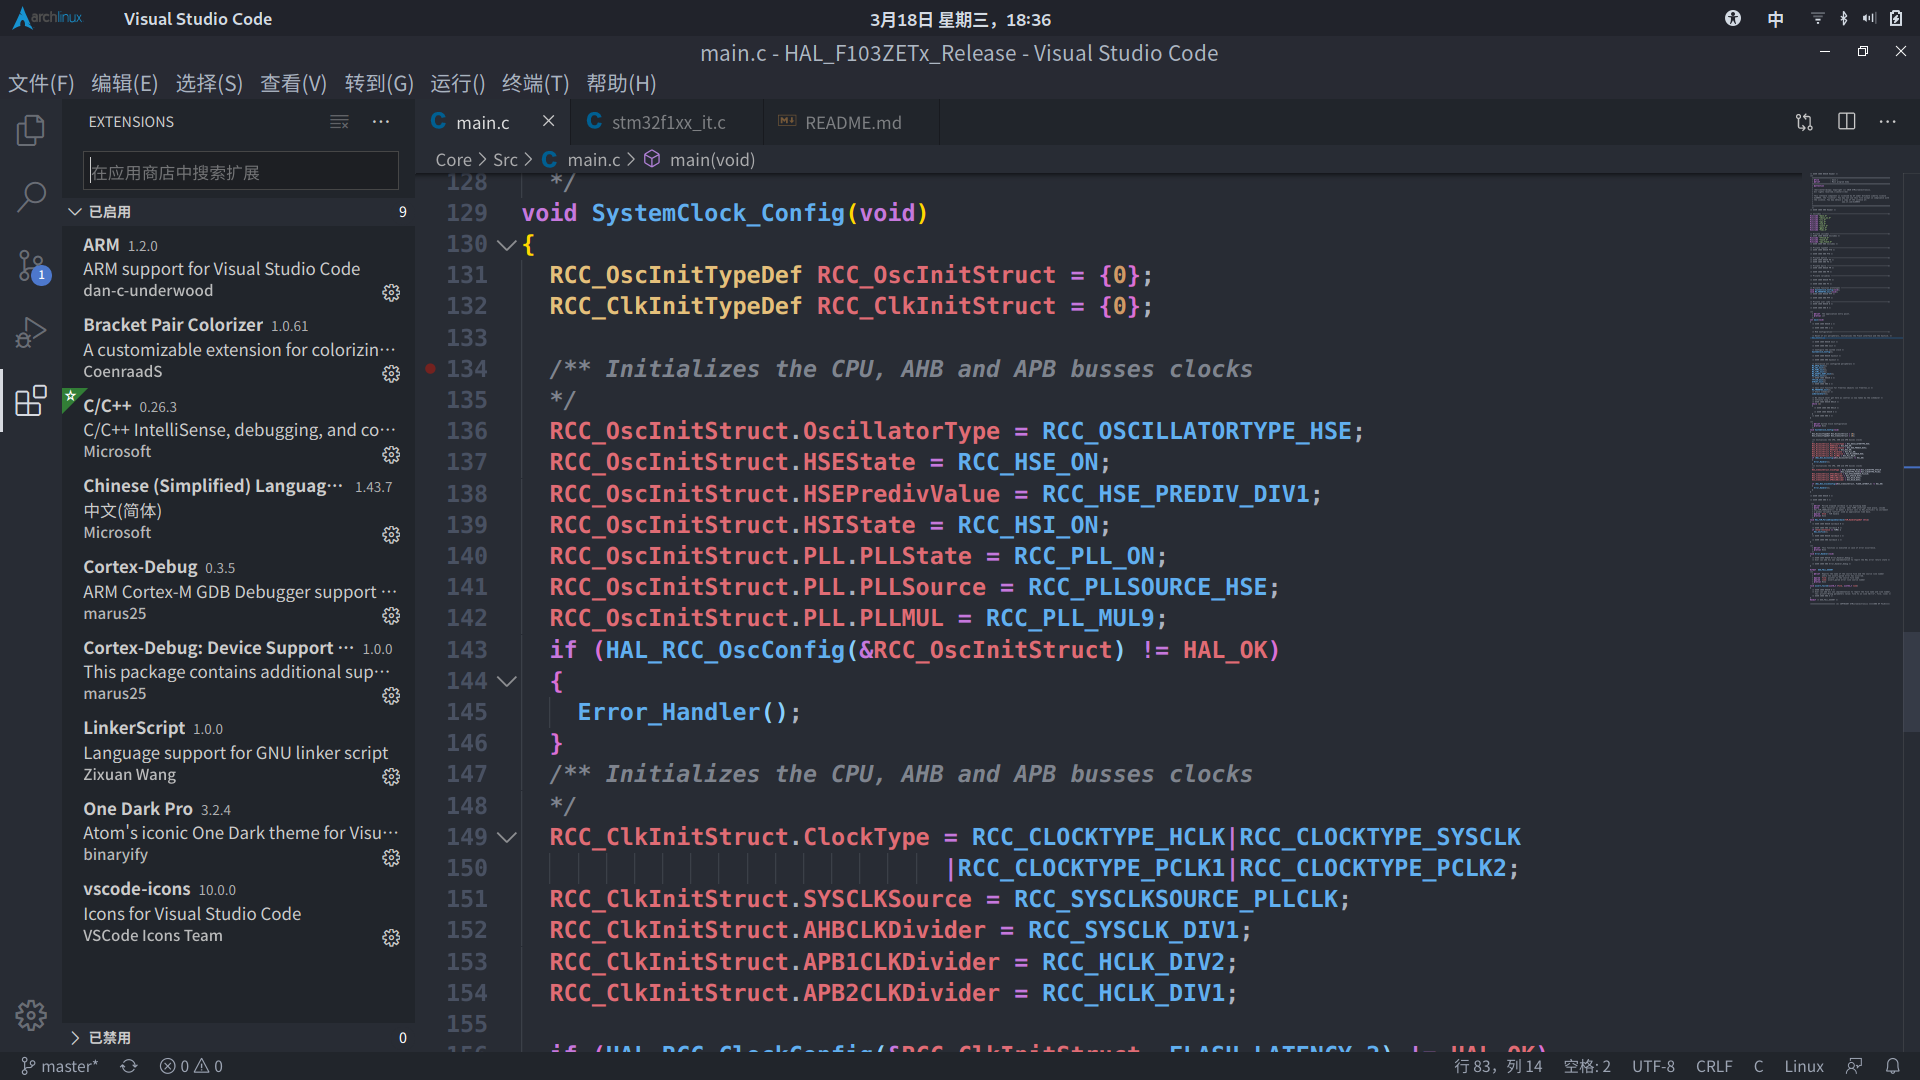 archlinux Visual Studio Code 3月18日 星期三，18:36 中
main.c - HAL_F103ZETx_Release - Visual Studio Code
文件(F) 编辑(E) 选择(S) 查看(V) 转到(G) 运行() 终端(T) 帮助(H)
EXTENSIONS
在应用商店中搜索扩展
已启用 9
ARM 1.2.0
ARM support for Visual Studio Code
dan-c-underwood
Bracket Pair Colorizer 1.0.61
A customizable extension for colorizin···
CoenraadS
C/C++ 0.26.3
C/C++ IntelliSense, debugging, and co···
Microsoft
Chinese (Simplified) Languag··· 1.43.7
中文(简体)
Microsoft
Cortex-Debug 0.3.5
ARM Cortex-M GDB Debugger support ···
marus25
Cortex-Debug: Device Support ··· 1.0.0
This package contains additional sup···
marus25
LinkerScript 1.0.0
Language support for GNU linker script
Zixuan Wang
One Dark Pro 3.2.4
Atom's iconic One Dark theme for Visu···
binaryify
vscode-icons 10.0.0
Icons for Visual Studio Code
VSCode Icons Team
已禁用 0
1
main.c stm32f1xx_it.c README.md
Core > Src > main.c > main(void)
128 */
129 void SystemClock_Config(void)
130 {
131 RCC_OscInitTypeDef RCC_OscInitStruct = {0};
132 RCC_ClkInitTypeDef RCC_ClkInitStruct = {0};
133
134 /** Initializes the CPU, AHB and APB busses clocks
135 */
136 RCC_OscInitStruct.OscillatorType = RCC_OSCILLATORTYPE_HSE;
137 RCC_OscInitStruct.HSEState = RCC_HSE_ON;
138 RCC_OscInitStruct.HSEPredivValue = RCC_HSE_PREDIV_DIV1;
139 RCC_OscInitStruct.HSIState = RCC_HSI_ON;
140 RCC_OscInitStruct.PLL.PLLState = RCC_PLL_ON;
141 RCC_OscInitStruct.PLL.PLLSource = RCC_PLLSOURCE_HSE;
142 RCC_OscInitStruct.PLL.PLLMUL = RCC_PLL_MUL9;
143 if (HAL_RCC_OscConfig(&RCC_OscInitStruct) != HAL_OK)
144 {
145 Error_Handler();
146 }
147 /** Initializes the CPU, AHB and APB busses clocks
148 */
149 RCC_ClkInitStruct.ClockType = RCC_CLOCKTYPE_HCLK|RCC_CLOCKTYPE_SYSCLK
150 |RCC_CLOCKTYPE_PCLK1|RCC_CLOCKTYPE_PCLK2;
151 RCC_ClkInitStruct.SYSCLKSource = RCC_SYSCLKSOURCE_PLLCLK;
152 RCC_ClkInitStruct.AHBCLKDivider = RCC_SYSCLK_DIV1;
153 RCC_ClkInitStruct.APB1CLKDivider = RCC_HCLK_DIV2;
154 RCC_ClkInitStruct.APB2CLKDivider = RCC_HCLK_DIV1;
155
156 if (HAL_RCC_ClockConfig(&RCC_ClkInitStruct, FLASH_LATENCY_2) != HAL_OK)
master* 0 0 行 83，列 14 空格: 2 UTF-8 CRLF C Linux